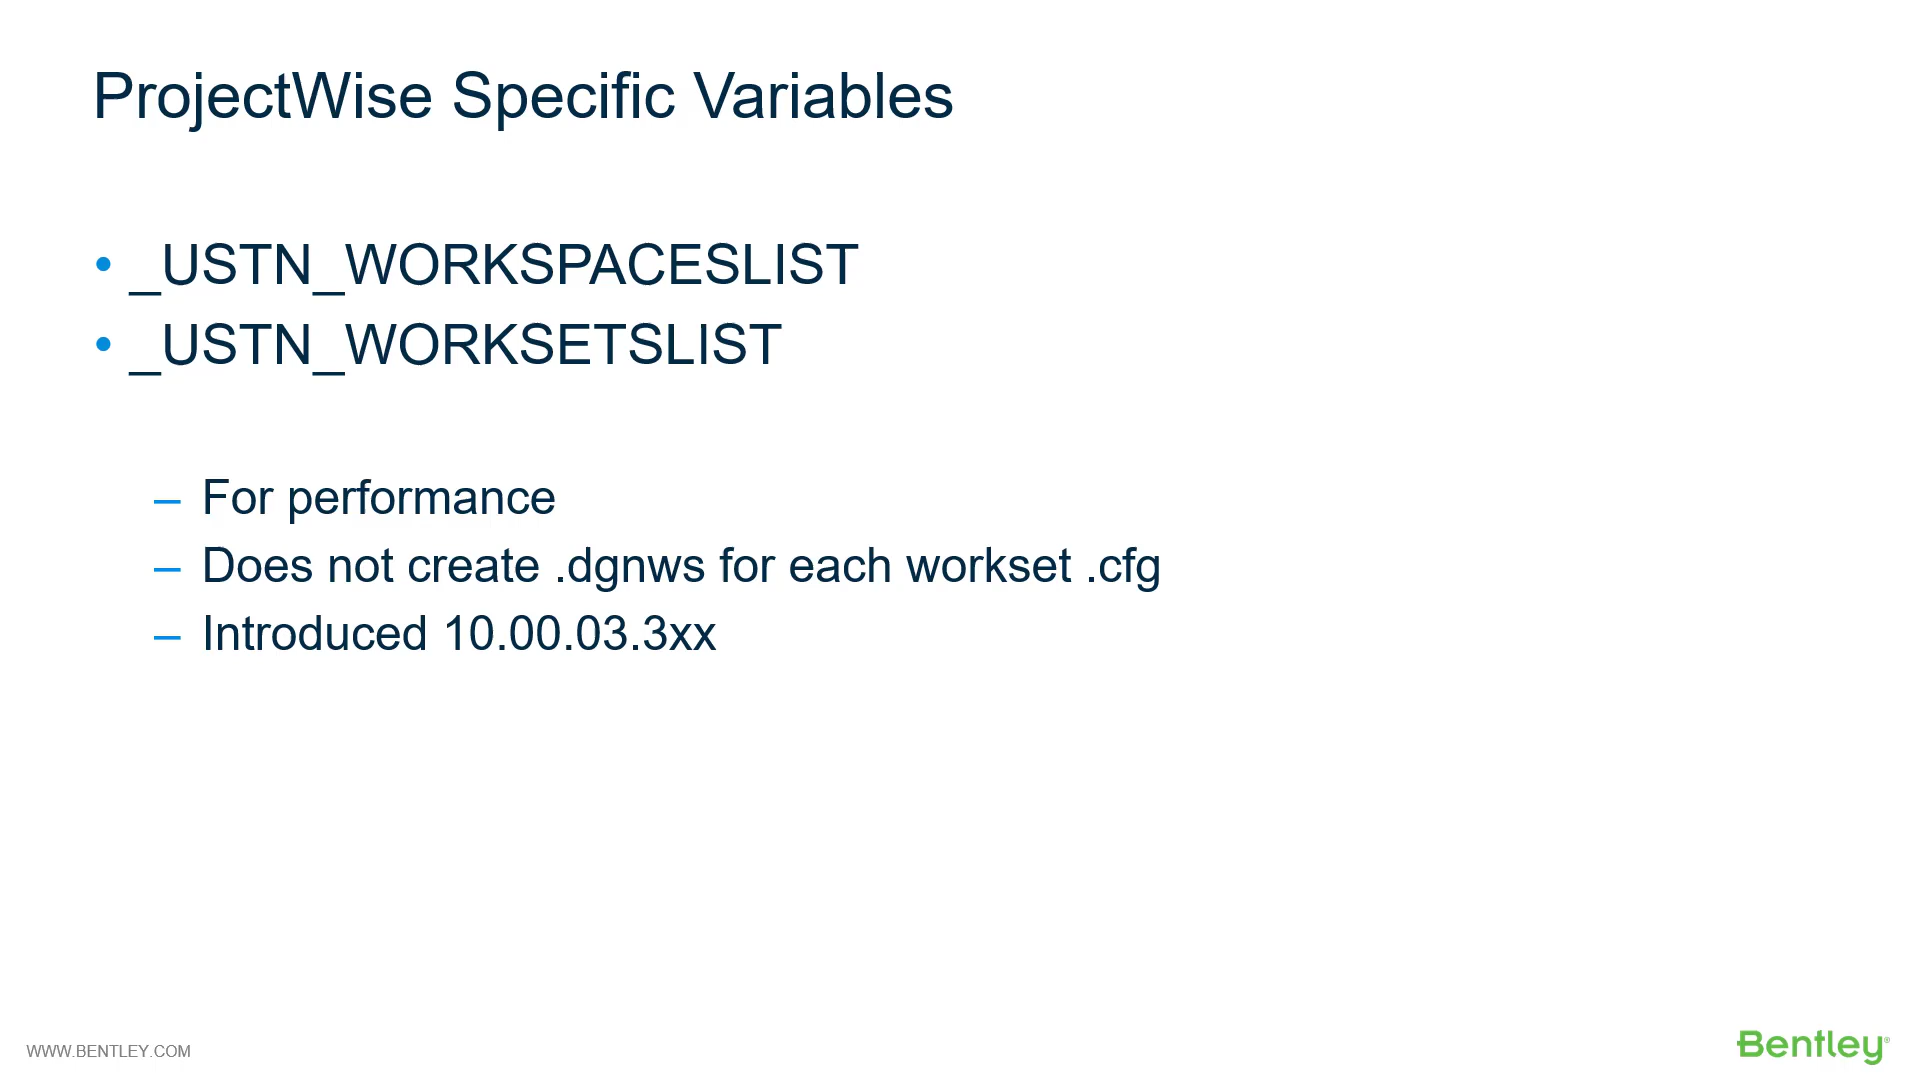 ProjectWise Specific Variables
• _USTN_WORKSPACESLIST
• _USTN_WORKSETSLIST
– For performance
– Does not create .dgnws for each workset .cfg
– Introduced 10.00.03.3xx
WWW.BENTLEY.COM
Bentley®